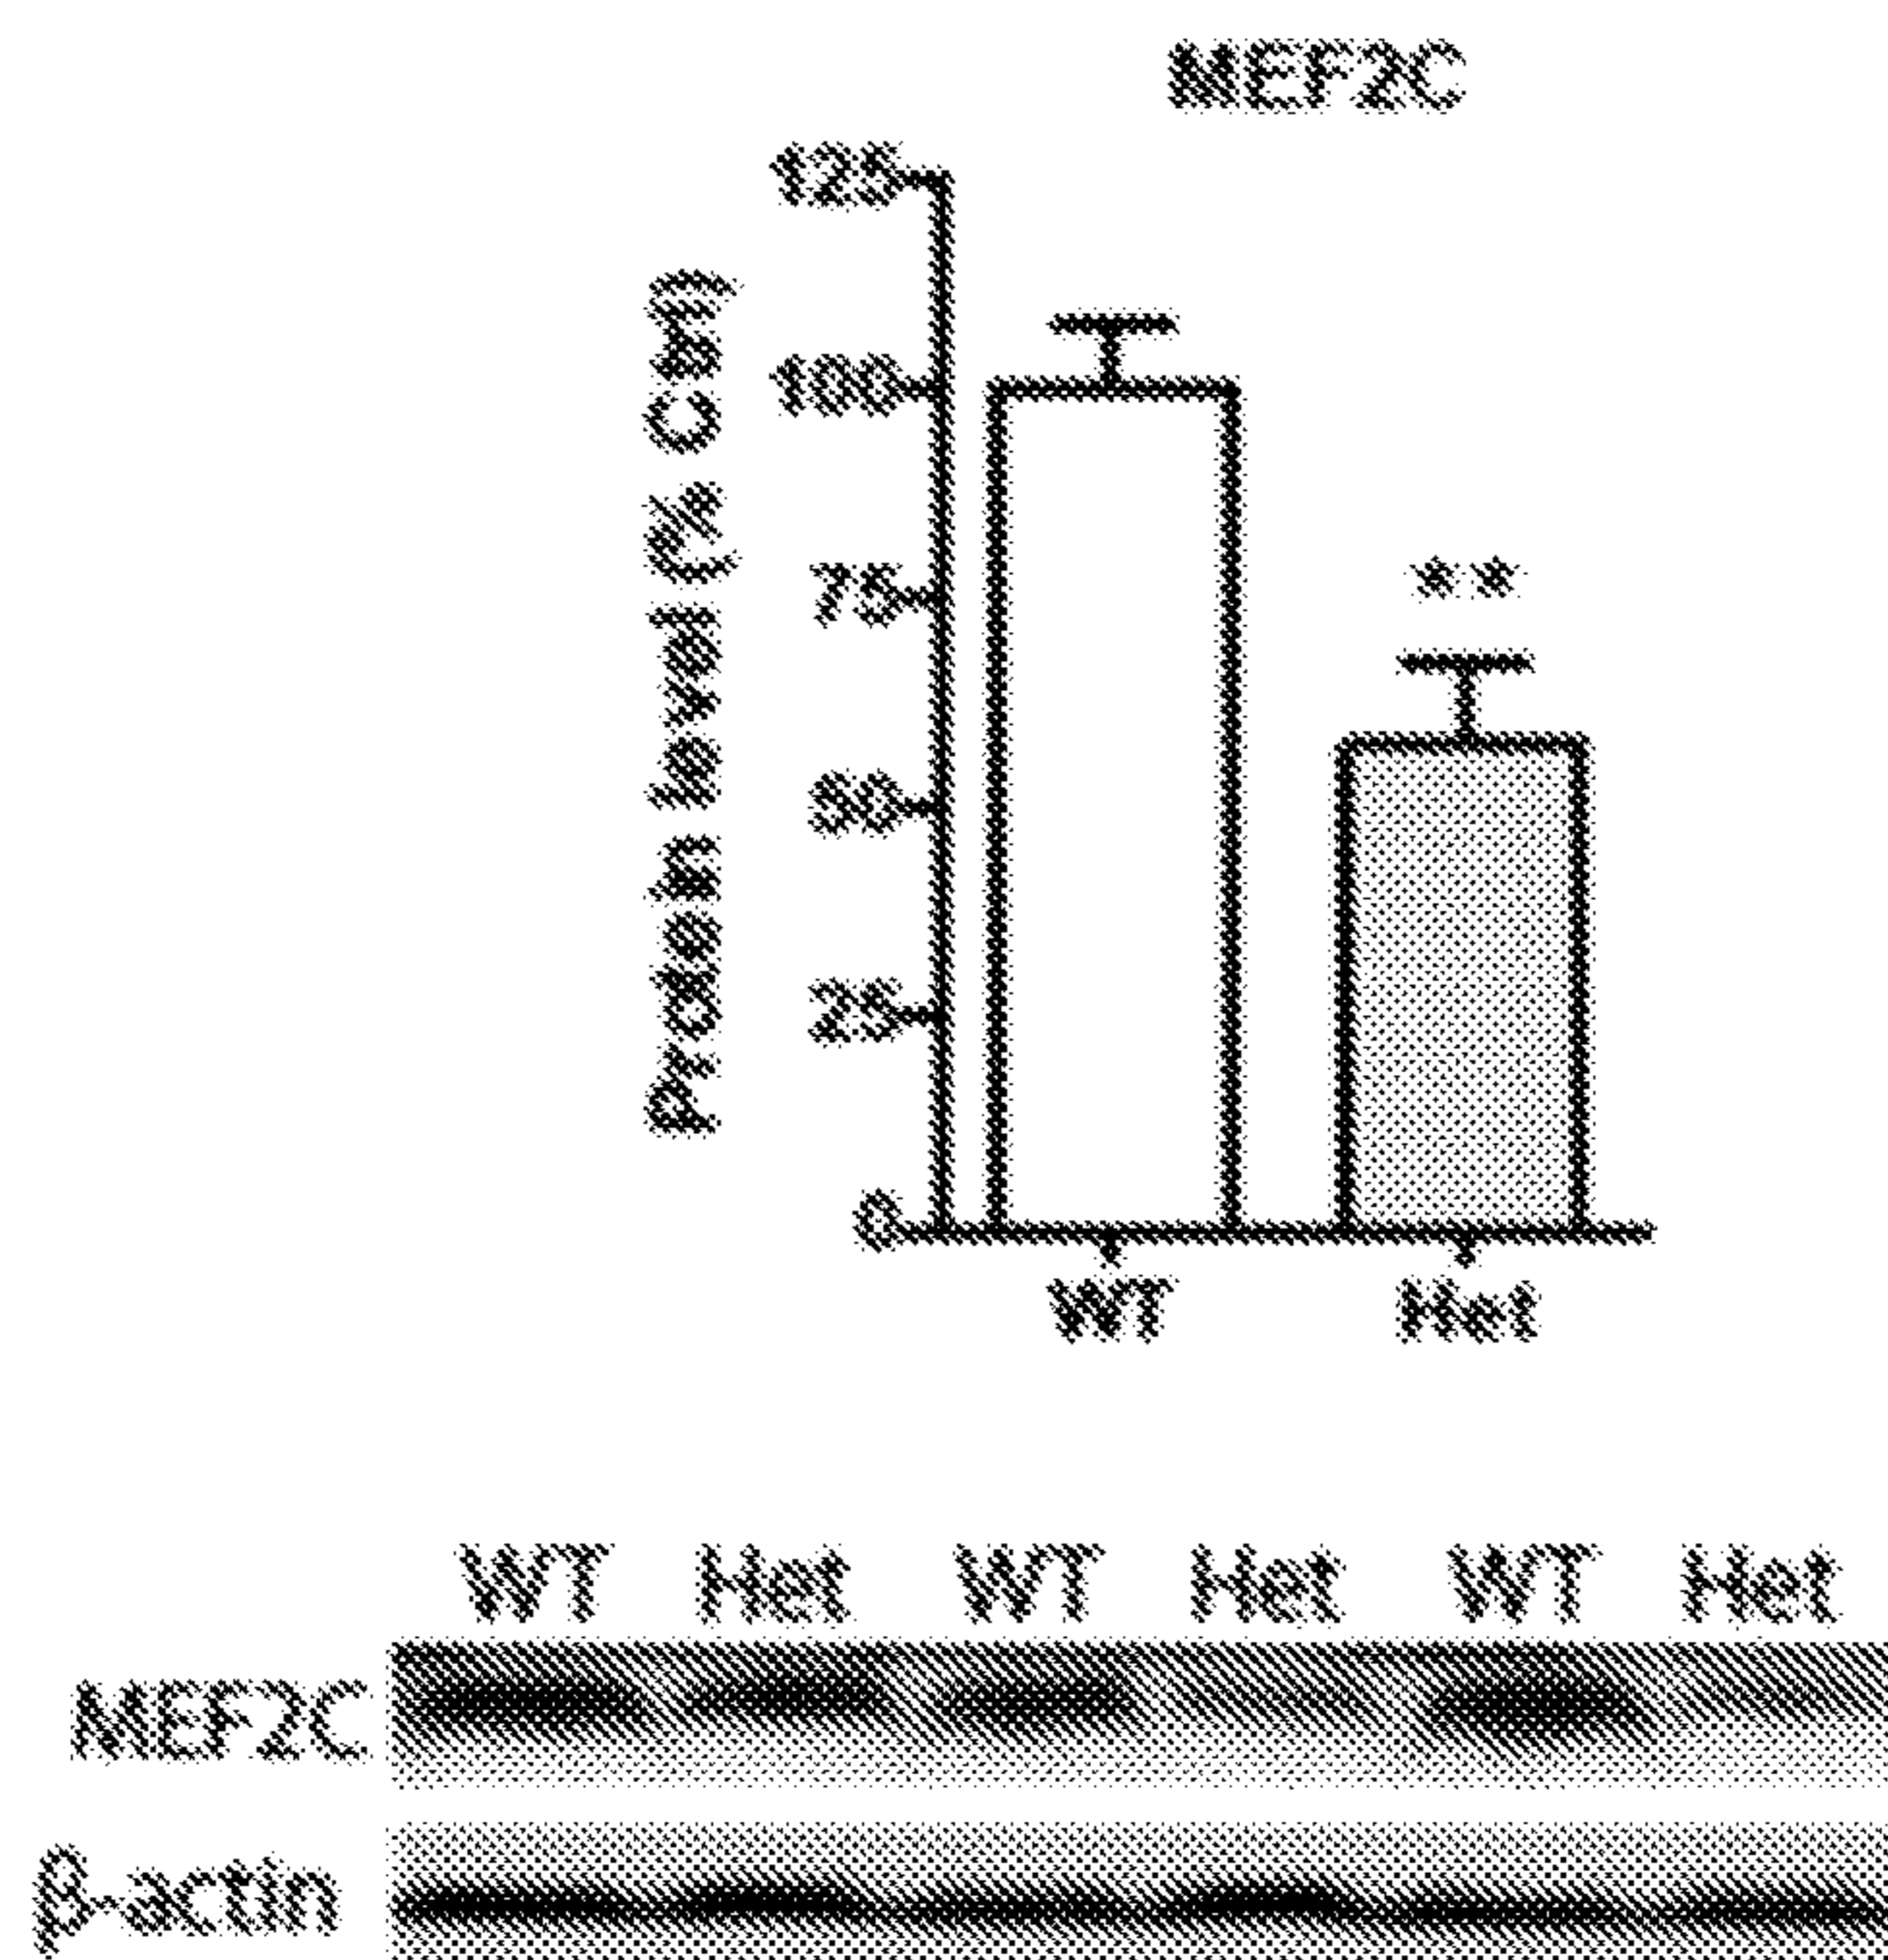 MEF2C
125
100
75
50
25
0
Protein Level (% Con)
**
WT Het
WT Het WT Het WT Het
MEF2C
β-actin